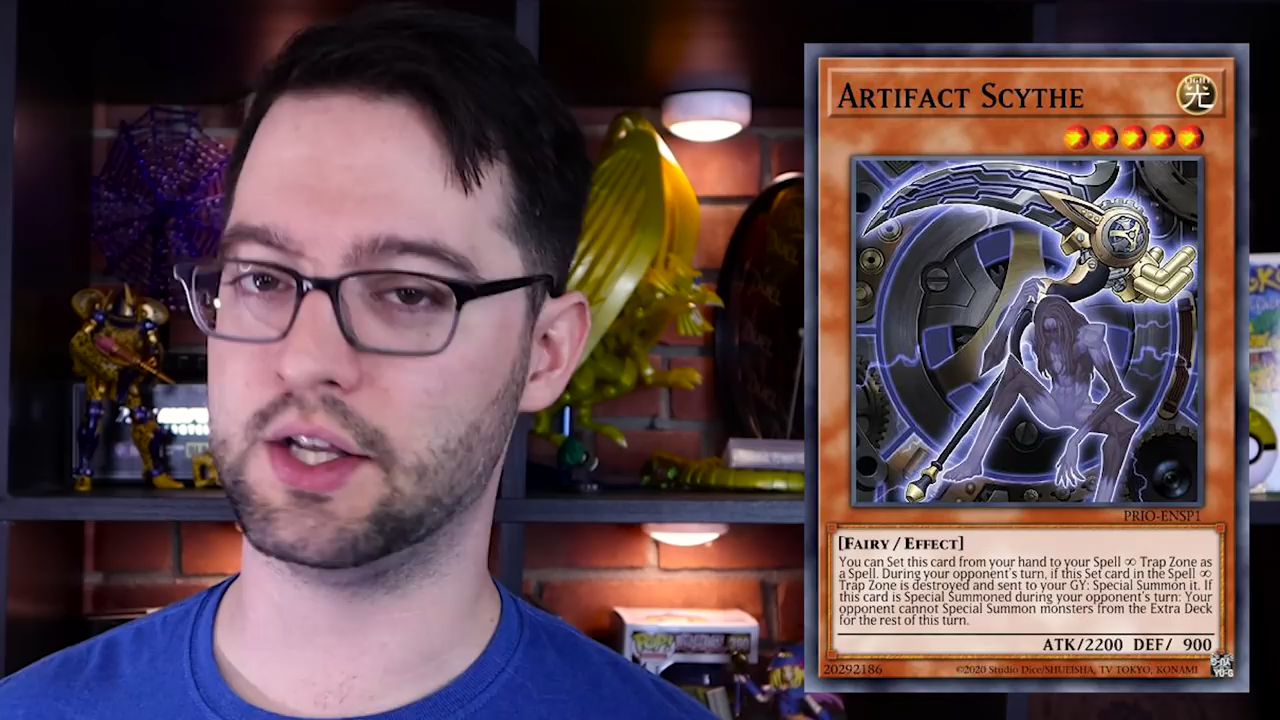 ARTIFACT SCYTHE
LIGHT
光
PRIO-ENSP1
[FAIRY / EFFECT]
You can Set this card from your hand to your Spell ∞ Trap Zone as
a Spell. During your opponent's turn, if this Set card in the Spell ∞
Trap Zone is destroyed and sent to your GY: Special Summon it. If
this card is Special Summoned during your opponent's turn: Your
opponent cannot Special Summon monsters from the Extra Deck
for the rest of this turn.
ATK/2200 DEF/ 900
20292186
©2020 Studio Dice/SHUEISHA, TV TOKYO, KONAMI
POP!